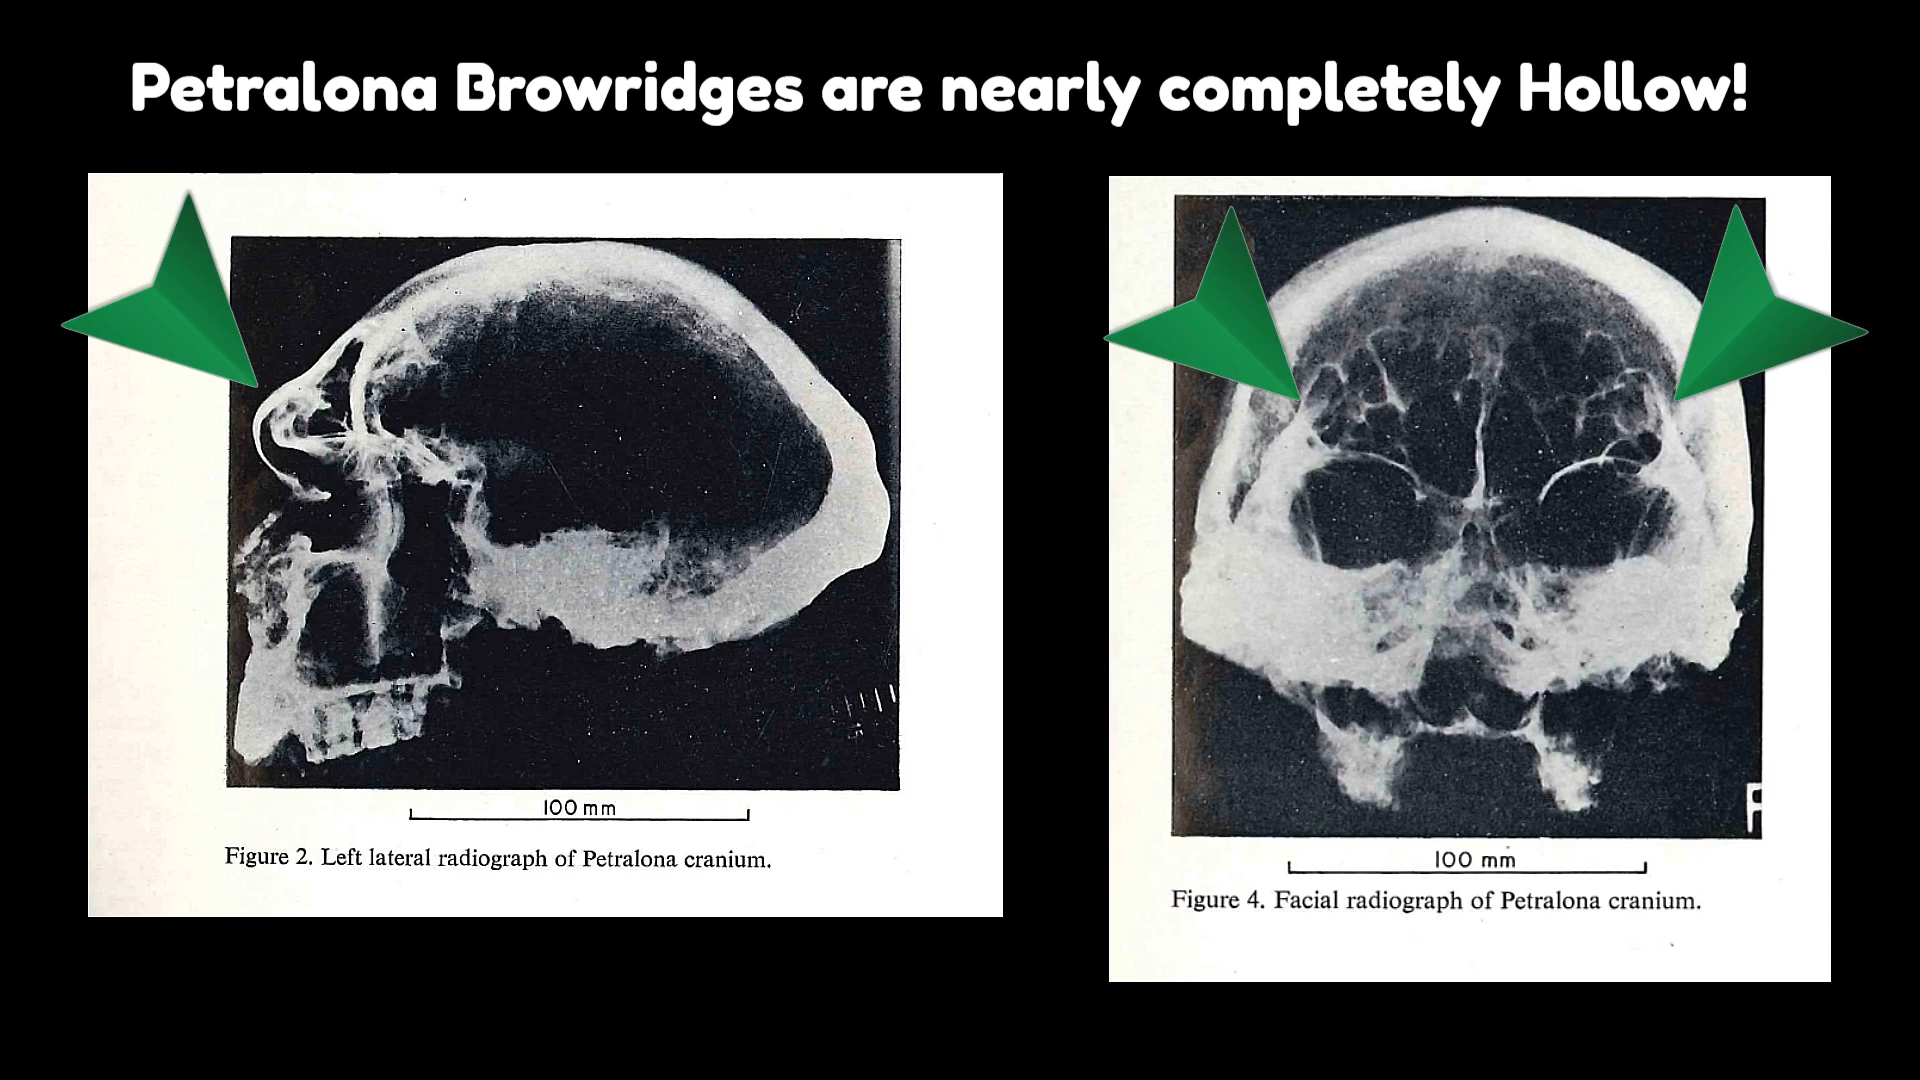 Petralona Browridges are nearly completely Hollow!
100 mm
Figure 2. Left lateral radiograph of Petralona cranium.
100 mm
Figure 4. Facial radiograph of Petralona cranium.